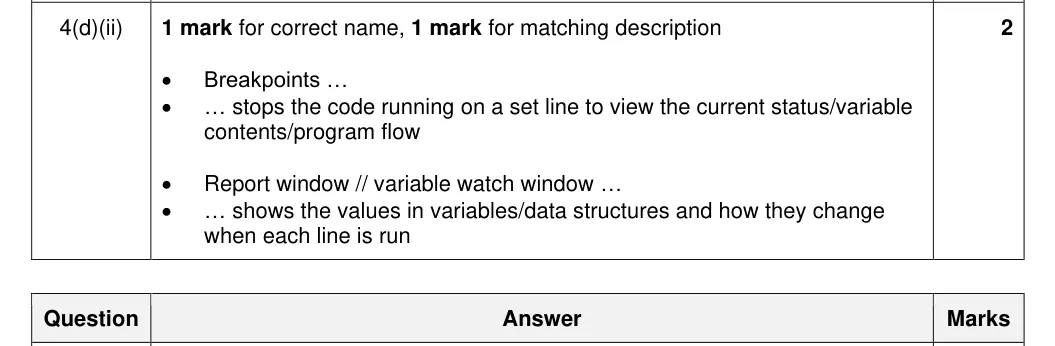 4(d)(ii) 1 mark for correct name, 1 mark for matching description 2
• Breakpoints …
• … stops the code running on a set line to view the current status/variable
contents/program flow
• Report window // variable watch window …
• … shows the values in variables/data structures and how they change
when each line is run
Question Answer Marks